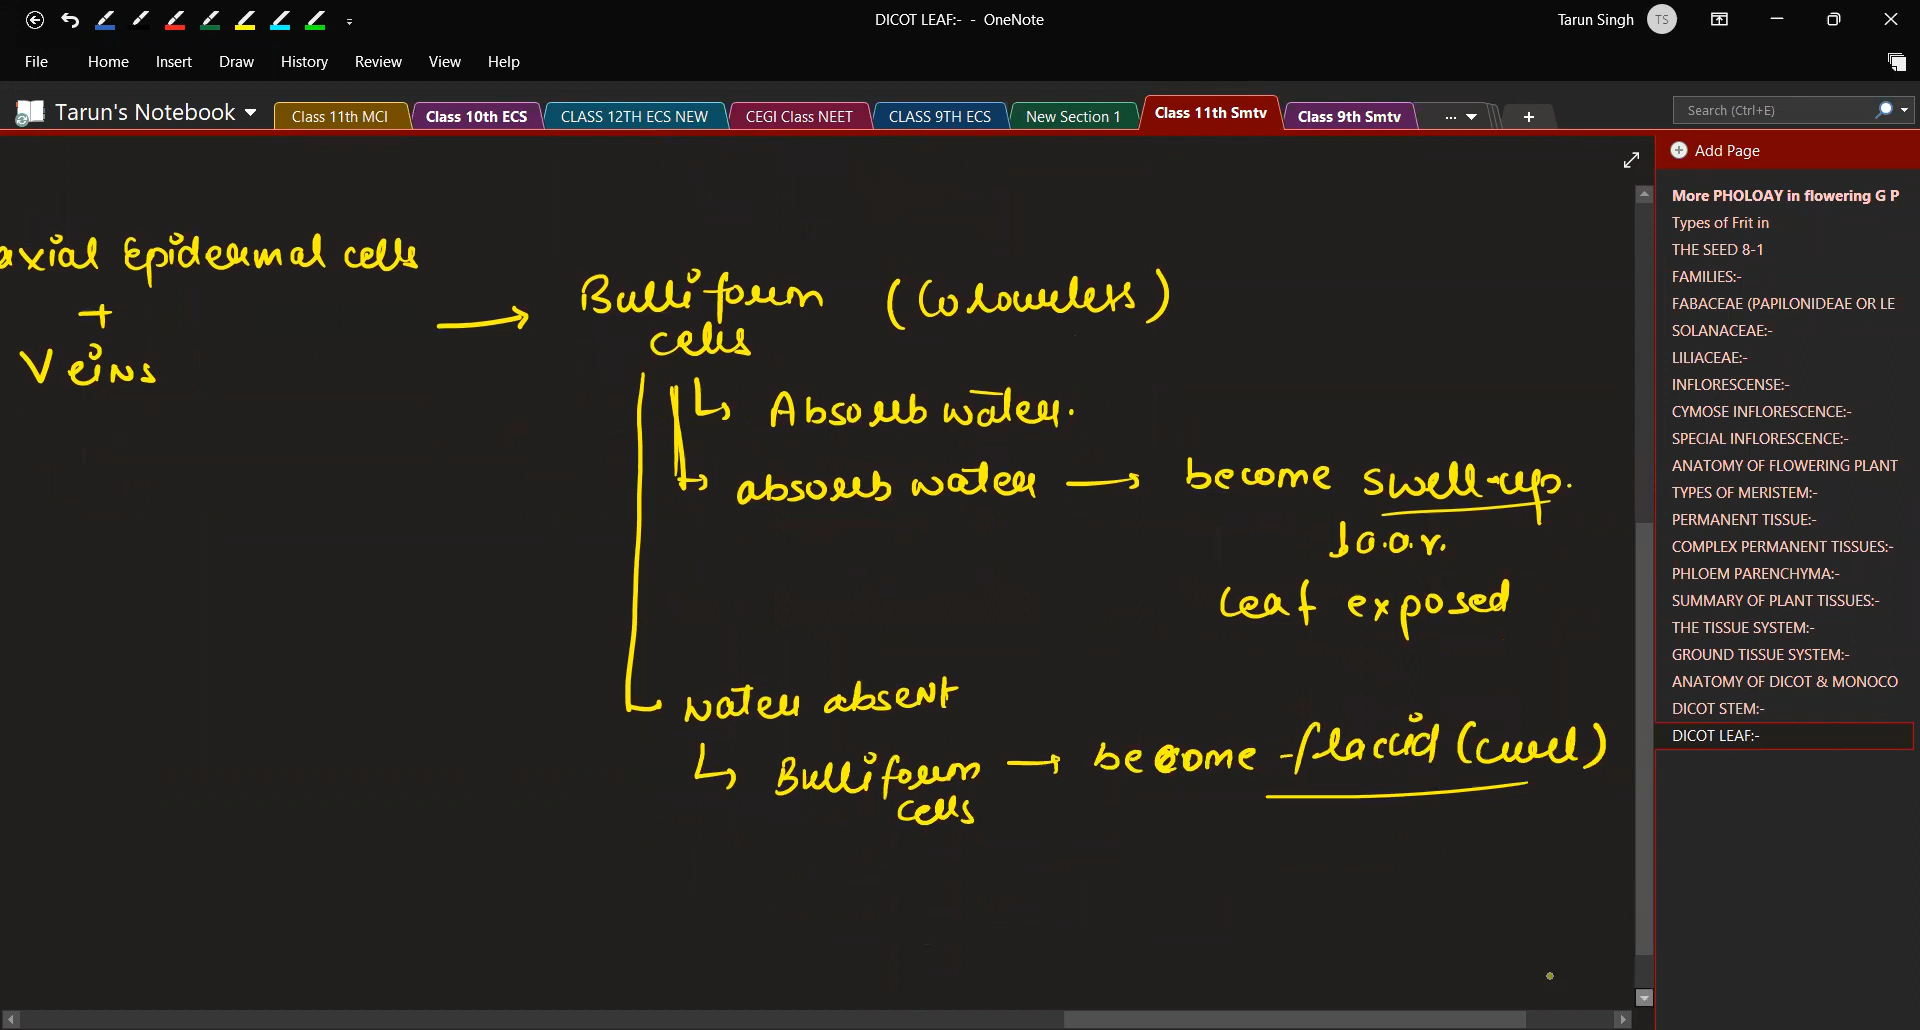 DICOT LEAF:- - OneNote
Tarun Singh TS
File Home Insert Draw History Review View Help
Tarun's Notebook
Class 11th MCI Class 10th ECS CLASS 12TH ECS NEW CEGI Class NEET CLASS 9TH ECS New Section 1 Class 11th Smtv Class 9th Smtv ... +
Search (Ctrl+E)
axial Epidermal cells
+
Veins
→ Bulliform (Colourless)
cells
Absorb water.
absorb water → become swell-up.
leaf exposed
water absent
Bulliform → become flaccid (curl)
cells
Add Page
More PHOLOAY in flowering G P
Types of Frit in
THE SEED 8-1
FAMILIES:-
FABACEAE (PAPILONIDEAE OR LE
SOLANACEAE:-
LILIACEAE:-
INFLORESCENSE:-
CYMOSE INFLORESCENCE:-
SPECIAL INFLORESCENCE:-
ANATOMY OF FLOWERING PLANT
TYPES OF MERISTEM:-
PERMANENT TISSUE:-
COMPLEX PERMANENT TISSUES:-
PHLOEM PARENCHYMA:-
SUMMARY OF PLANT TISSUES:-
THE TISSUE SYSTEM:-
GROUND TISSUE SYSTEM:-
ANATOMY OF DICOT & MONOCO
DICOT STEM:-
DICOT LEAF:-